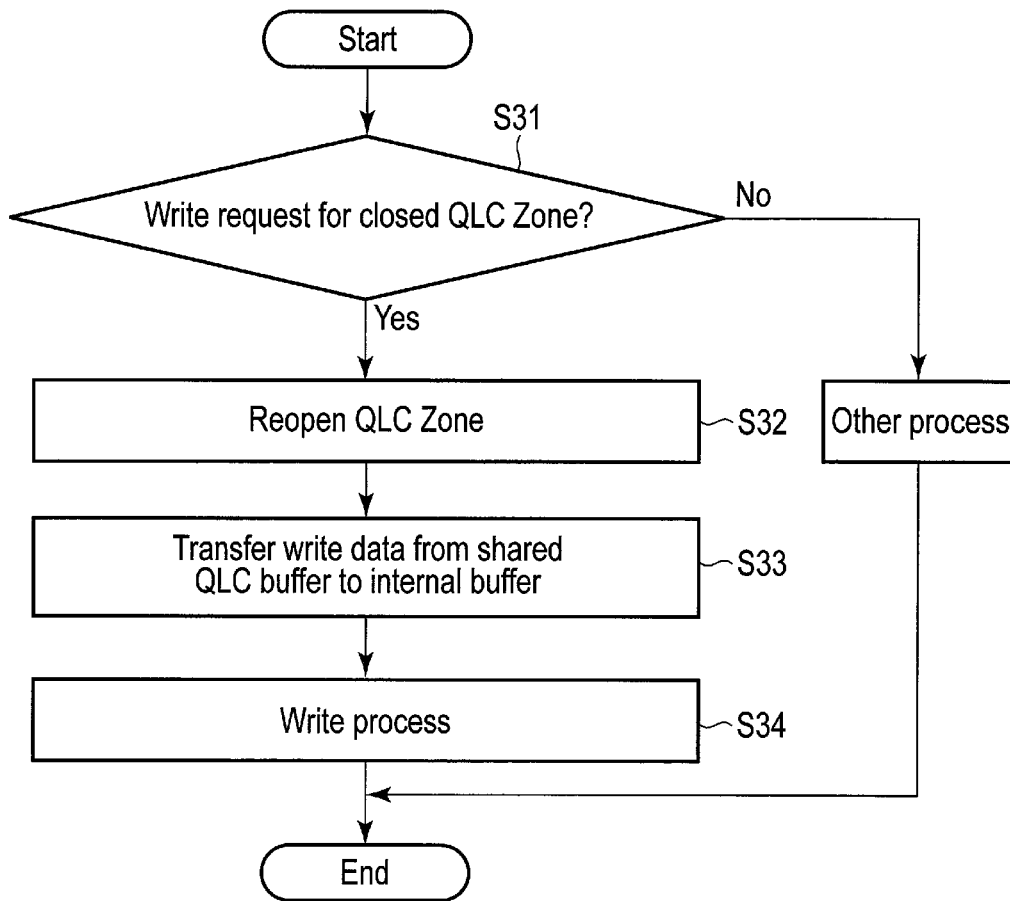 Start
S31
Write request for closed QLC Zone?
No
Yes
Reopen QLC Zone
S32
Other process
Transfer write data from shared
QLC buffer to internal buffer
S33
Write process
S34
End